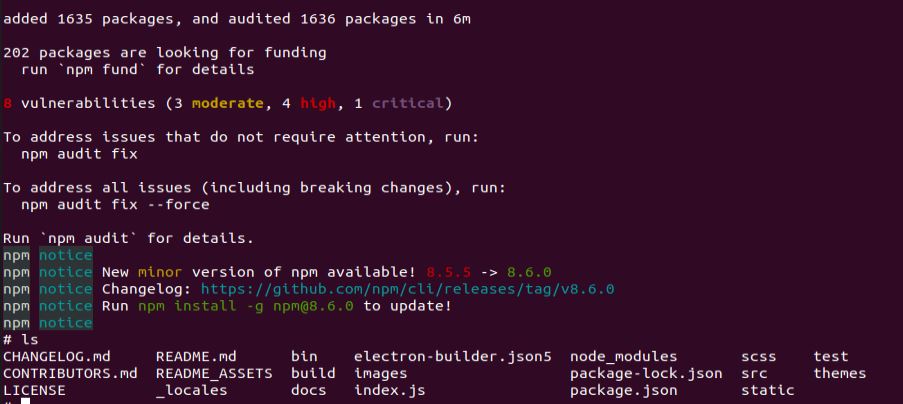 added 1635 packages, and audited 1636 packages in 6m
202 packages are looking for funding
  run `npm fund` for details
8 vulnerabilities (3 moderate, 4 high, 1 critical)
To address issues that do not require attention, run:
  npm audit fix
To address all issues (including breaking changes), run:
  npm audit fix --force
Run `npm audit` for details.
npm notice
npm notice New minor version of npm available! 8.5.5 -> 8.6.0
npm notice Changelog: https://github.com/npm/cli/releases/tag/v8.6.0
npm notice Run npm install -g npm@8.6.0 to update!
npm notice
# ls
CHANGELOG.md     README.md      bin    electron-builder.json5  node_modules       scss    test
CONTRIBUTORS.md  README_ASSETS  build  images                  package-lock.json  src     themes
LICENSE          _locales       docs   index.js                package.json       static
#